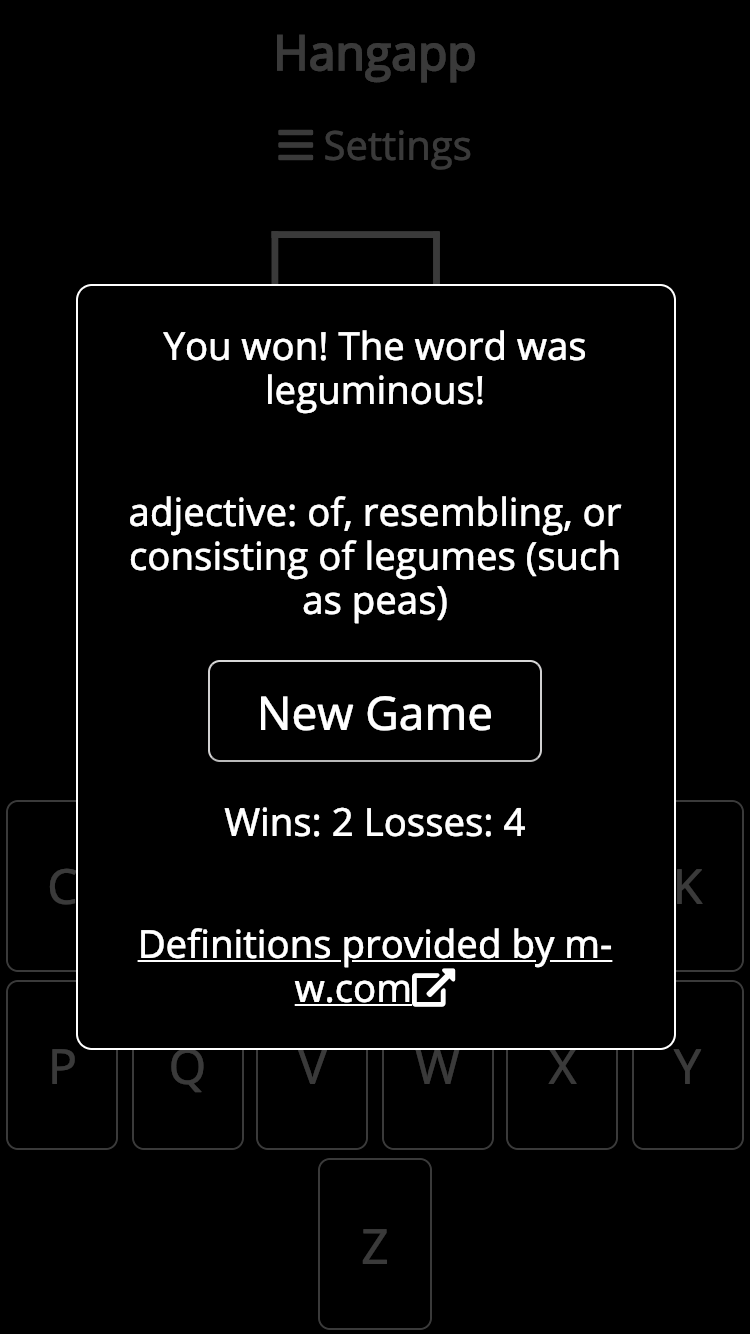 Hangapp
Settings
You won! The word was
leguminous!
adjective: of, resembling, or
consisting of legumes (such
as peas)
New Game
Wins: 2 Losses: 4
C K
Definitions provided by m-
w.com
P Q V W X Y
Z